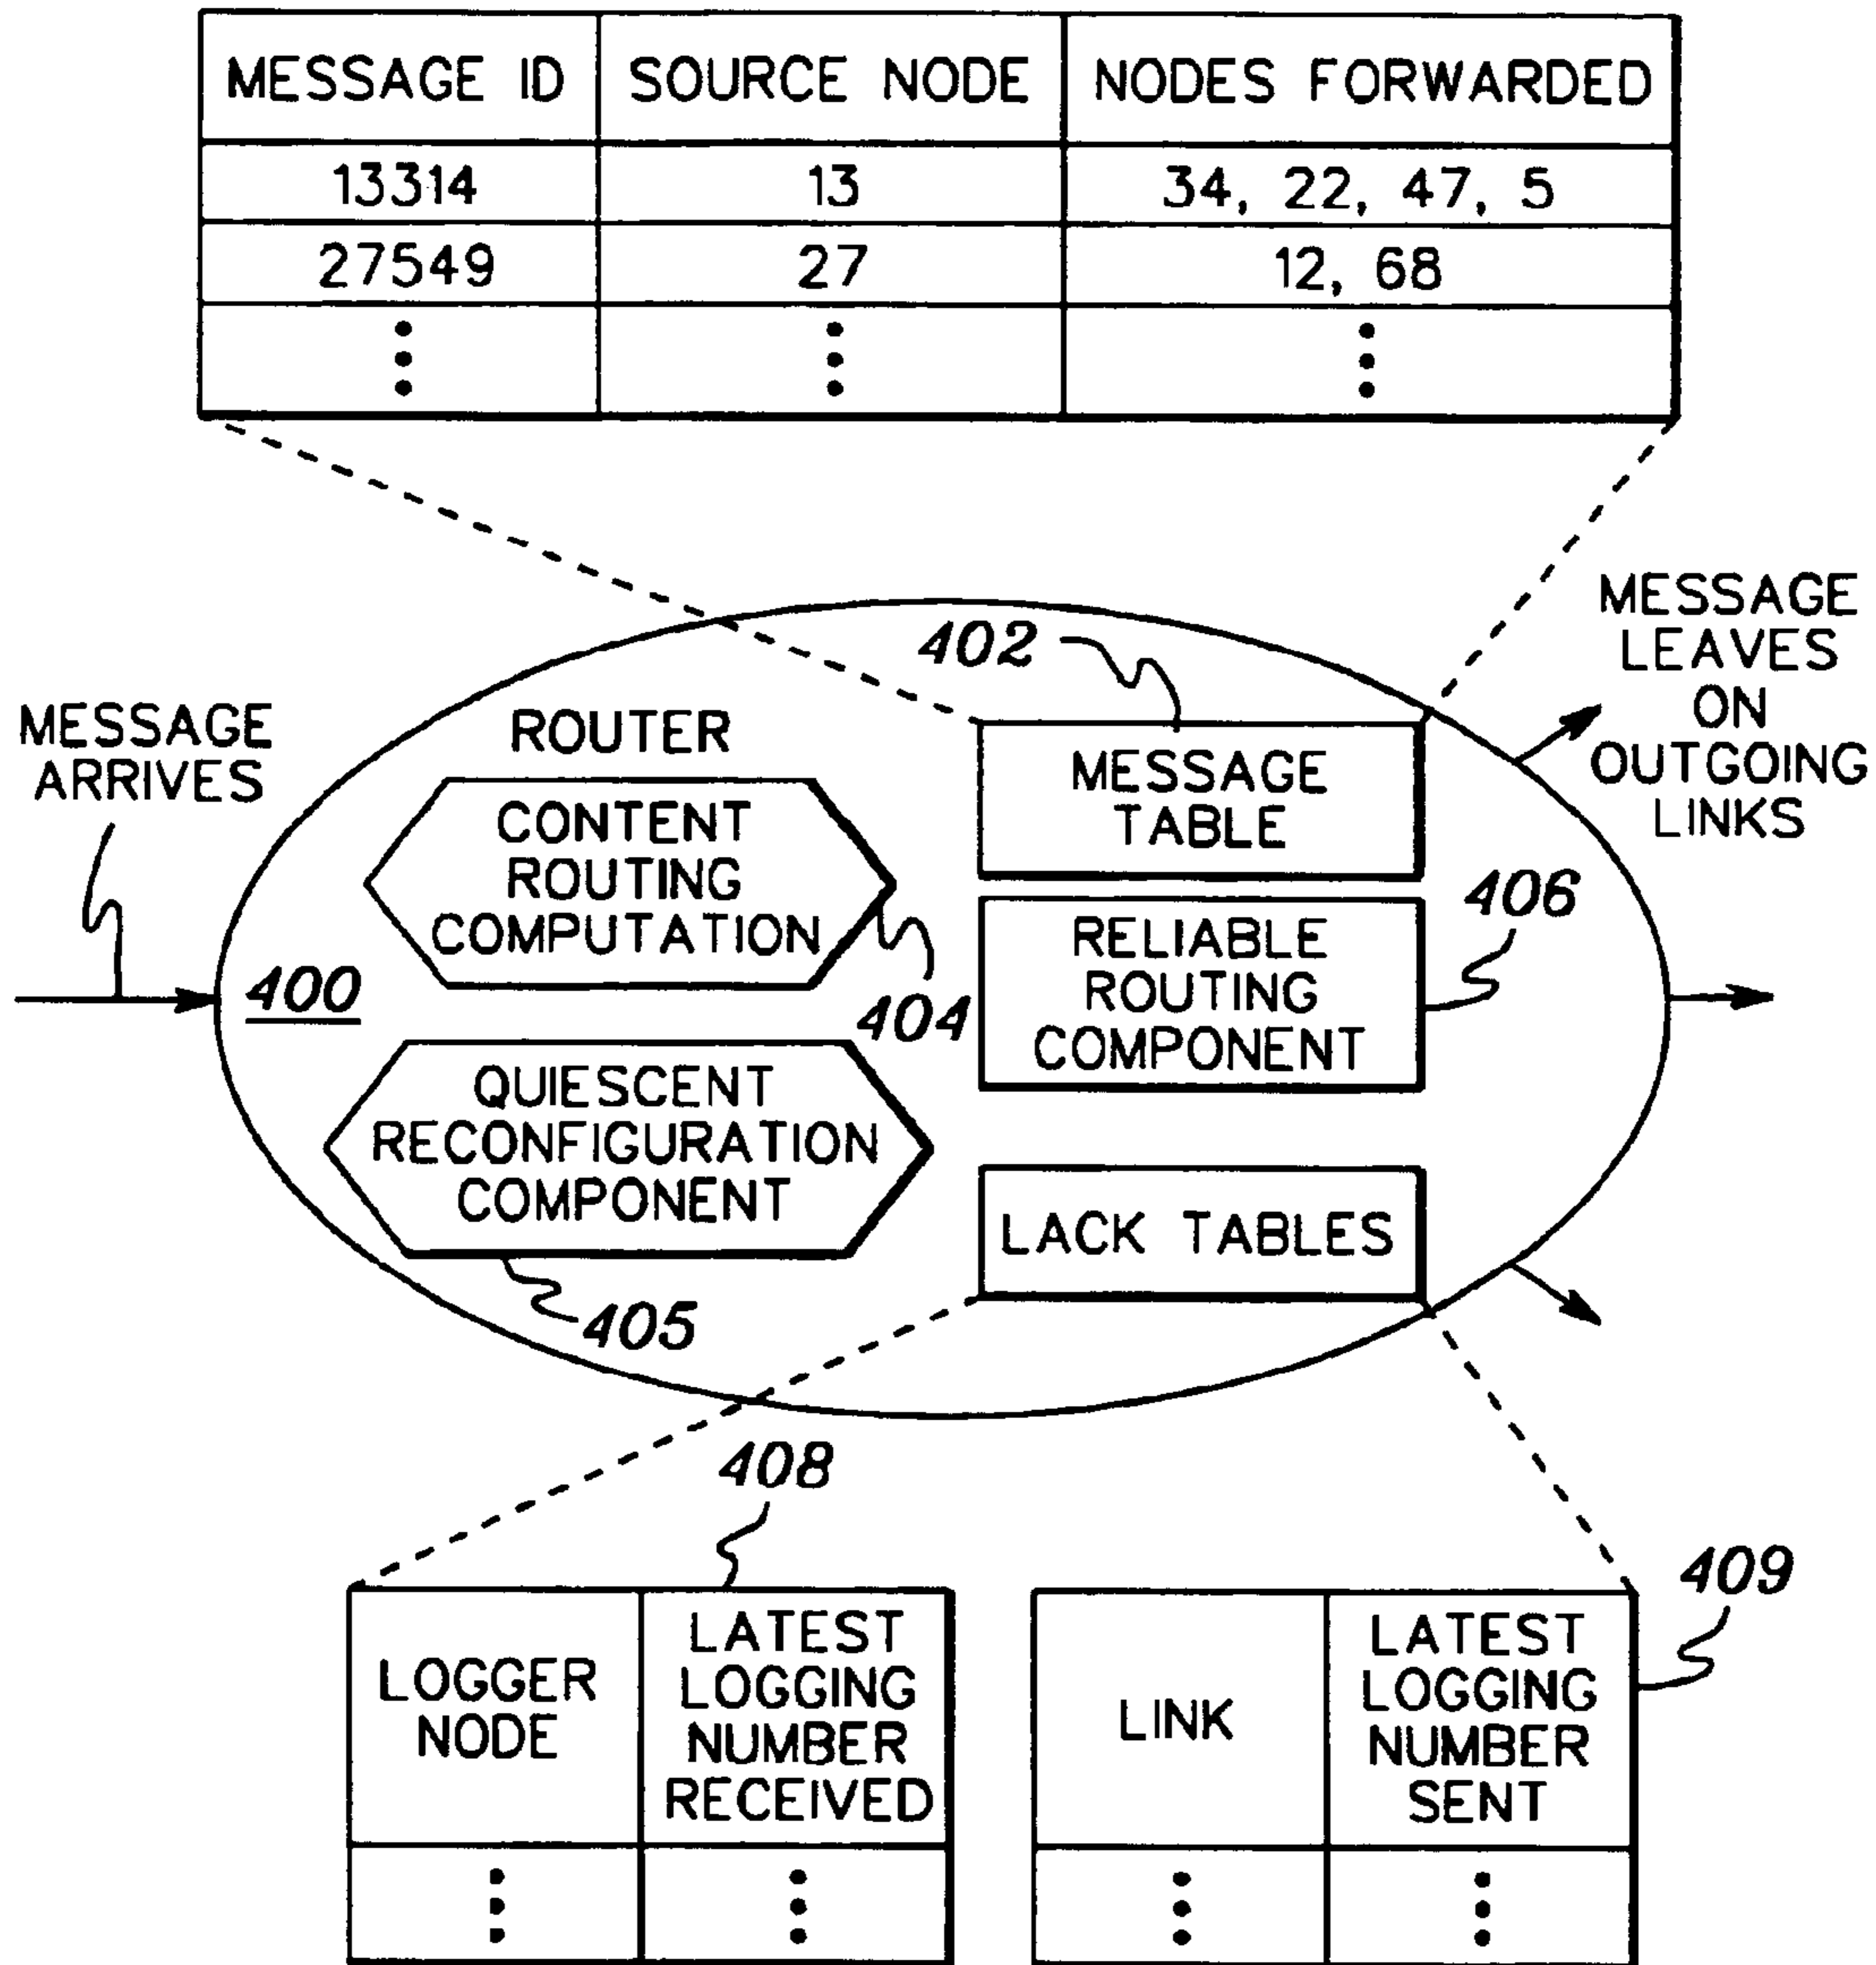 MESSAGE ID SOURCE NODE NODES FORWARDED
13314 13 34, 22, 47, 5
27549 27 12, 68
MESSAGE
ARRIVES
400
ROUTER
CONTENT
ROUTING
COMPUTATION
404
QUIESCENT
RECONFIGURATION
COMPONENT
405
402
MESSAGE
TABLE
RELIABLE
ROUTING
COMPONENT
406
LACK TABLES
MESSAGE
LEAVES
ON
OUTGOING
LINKS
408
LOGGER
NODE
LATEST
LOGGING
NUMBER
RECEIVED
409
LINK
LATEST
LOGGING
NUMBER
SENT